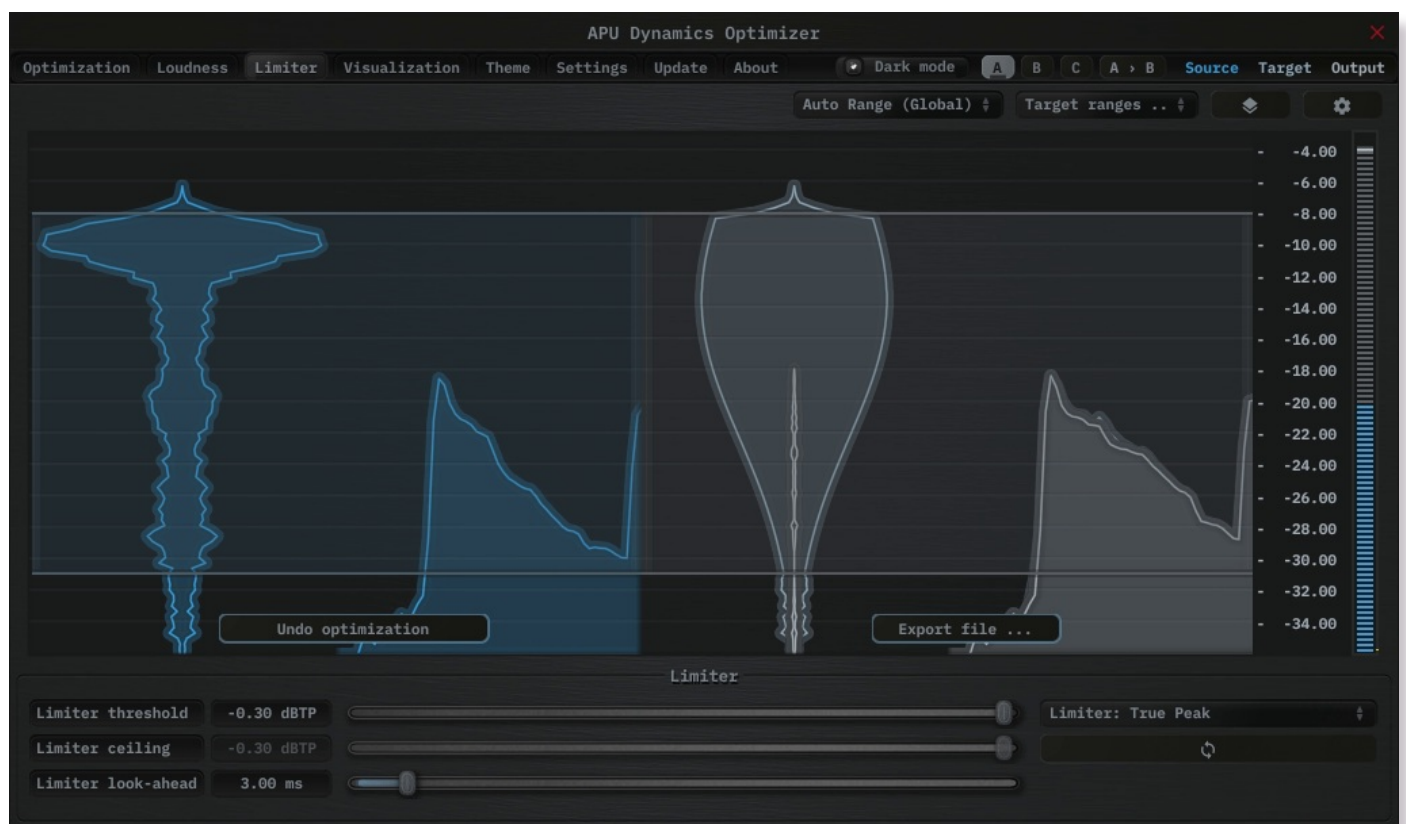 APU Dynamics Optimizer
Optimization Loudness Limiter Visualization Theme Settings Update About Dark mode A B C A › B Source Target Output
Auto Range (Global) Target ranges ..
- -4.00
- -6.00
- -8.00
- -10.00
- -12.00
- -14.00
- -16.00
- -18.00
- -20.00
- -22.00
- -24.00
- -26.00
- -28.00
- -30.00
- -32.00
- -34.00
Undo optimization Export file ...
Limiter
Limiter threshold -0.30 dBTP Limiter: True Peak
Limiter ceiling -0.30 dBTP
Limiter look-ahead 3.00 ms